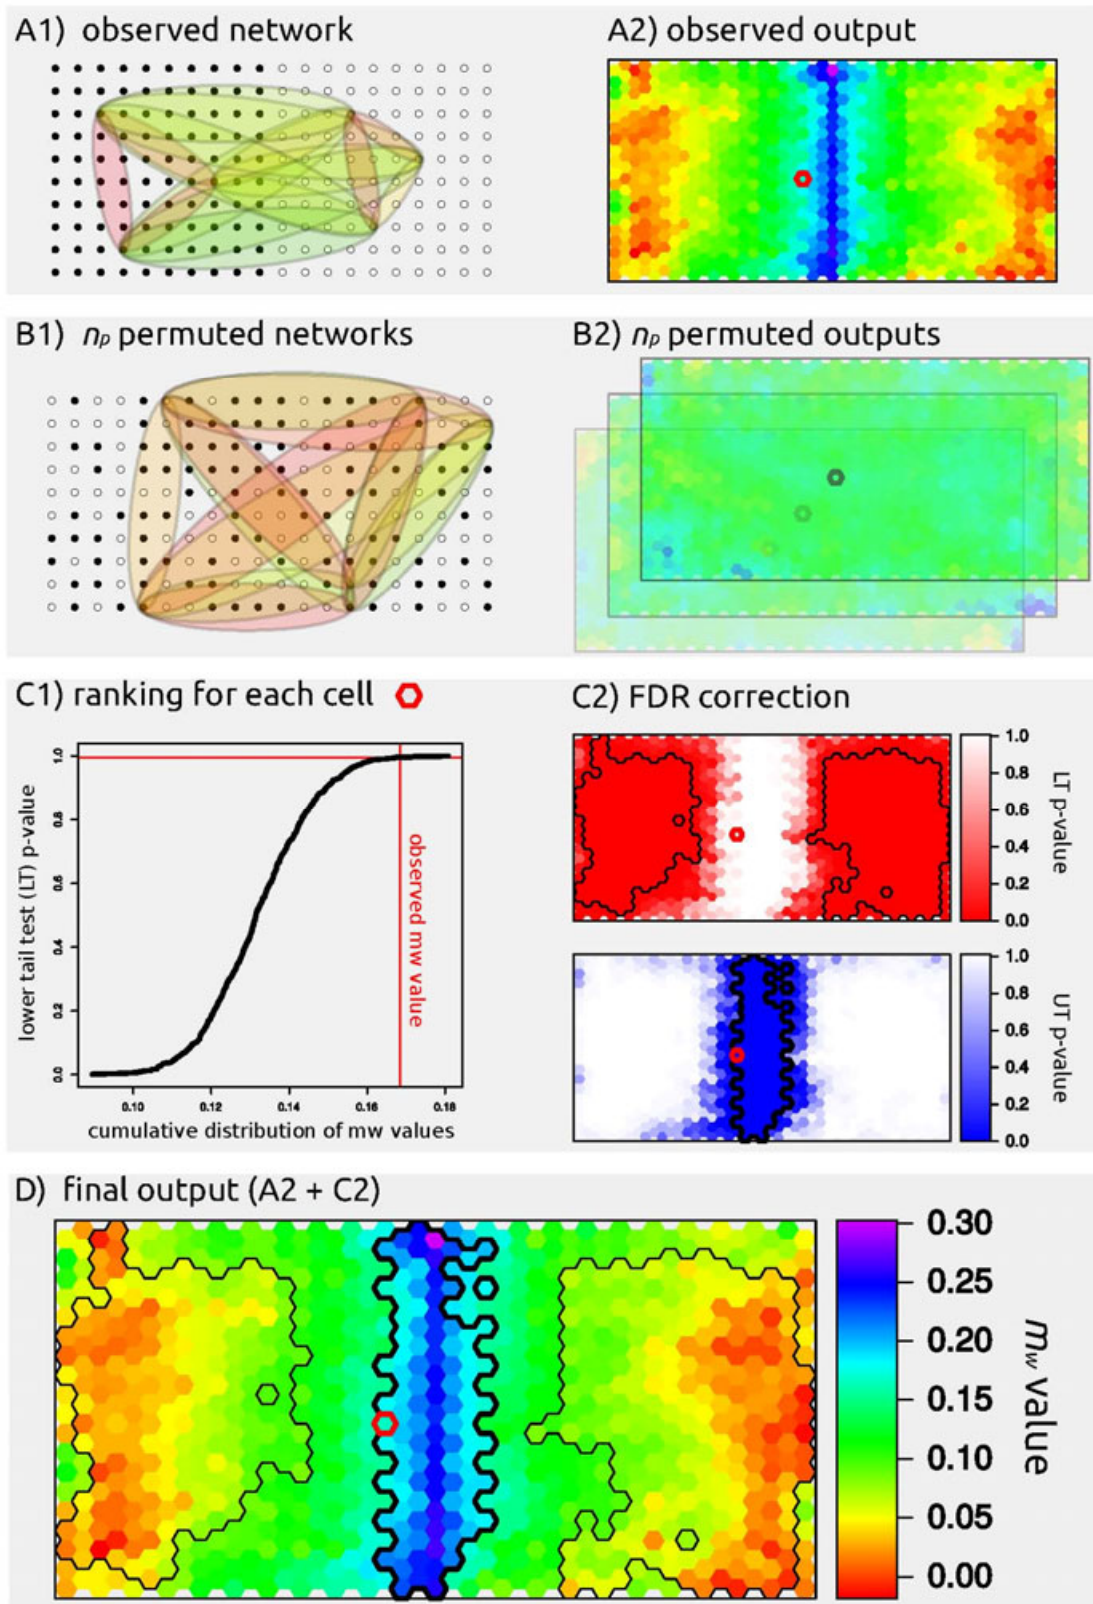 A1) observed network
A2) observed output
B1) np permuted networks
B2) np permuted outputs
C1) ranking for each cell
lower tail test (LT) p-value
1.0
0.8
0.6
0.4
0.2
0.0
observed mw value
0.10
0.12
0.14
0.16
0.18
cumulative distribution of mw values
C2) FDR correction
1.0
0.8
0.6
0.4
0.2
0.0
LT p-value
1.0
0.8
0.6
0.4
0.2
0.0
UT p-value
D) final output (A2 + C2)
0.30
0.25
0.20
0.15
0.10
0.05
0.00
mw value